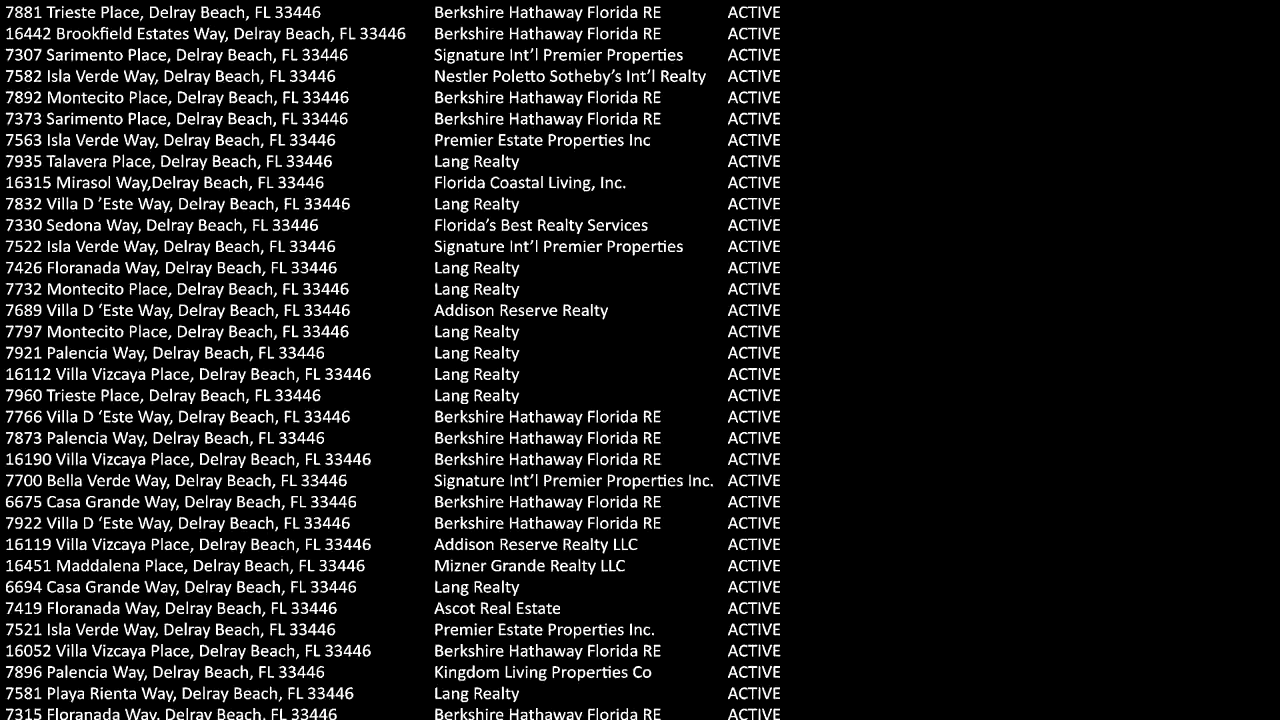 7881 Trieste Place, Delray Beach, FL 33446 Berkshire Hathaway Florida RE ACTIVE
16442 Brookfield Estates Way, Delray Beach, FL 33446 Berkshire Hathaway Florida RE ACTIVE
7307 Sarimento Place, Delray Beach, FL 33446 Signature Int’l Premier Properties ACTIVE
7582 Isla Verde Way, Delray Beach, FL 33446 Nestler Poletto Sotheby’s Int’l Realty ACTIVE
7892 Montecito Place, Delray Beach, FL 33446 Berkshire Hathaway Florida RE ACTIVE
7373 Sarimento Place, Delray Beach, FL 33446 Berkshire Hathaway Florida RE ACTIVE
7563 Isla Verde Way, Delray Beach, FL 33446 Premier Estate Properties Inc ACTIVE
7935 Talavera Place, Delray Beach, FL 33446 Lang Realty ACTIVE
16315 Mirasol Way,Delray Beach, FL 33446 Florida Coastal Living, Inc. ACTIVE
7832 Villa D ’Este Way, Delray Beach, FL 33446 Lang Realty ACTIVE
7330 Sedona Way, Delray Beach, FL 33446 Florida’s Best Realty Services ACTIVE
7522 Isla Verde Way, Delray Beach, FL 33446 Signature Int’l Premier Properties ACTIVE
7426 Floranada Way, Delray Beach, FL 33446 Lang Realty ACTIVE
7732 Montecito Place, Delray Beach, FL 33446 Lang Realty ACTIVE
7689 Villa D ‘Este Way, Delray Beach, FL 33446 Addison Reserve Realty ACTIVE
7797 Montecito Place, Delray Beach, FL 33446 Lang Realty ACTIVE
7921 Palencia Way, Delray Beach, FL 33446 Lang Realty ACTIVE
16112 Villa Vizcaya Place, Delray Beach, FL 33446 Lang Realty ACTIVE
7960 Trieste Place, Delray Beach, FL 33446 Lang Realty ACTIVE
7766 Villa D ‘Este Way, Delray Beach, FL 33446 Berkshire Hathaway Florida RE ACTIVE
7873 Palencia Way, Delray Beach, FL 33446 Berkshire Hathaway Florida RE ACTIVE
16190 Villa Vizcaya Place, Delray Beach, FL 33446 Berkshire Hathaway Florida RE ACTIVE
7700 Bella Verde Way, Delray Beach, FL 33446 Signature Int’l Premier Properties Inc. ACTIVE
6675 Casa Grande Way, Delray Beach, FL 33446 Berkshire Hathaway Florida RE ACTIVE
7922 Villa D ‘Este Way, Delray Beach, FL 33446 Berkshire Hathaway Florida RE ACTIVE
16119 Villa Vizcaya Place, Delray Beach, FL 33446 Addison Reserve Realty LLC ACTIVE
16451 Maddalena Place, Delray Beach, FL 33446 Mizner Grande Realty LLC ACTIVE
6694 Casa Grande Way, Delray Beach, FL 33446 Lang Realty ACTIVE
7419 Floranada Way, Delray Beach, FL 33446 Ascot Real Estate ACTIVE
7521 Isla Verde Way, Delray Beach, FL 33446 Premier Estate Properties Inc. ACTIVE
16052 Villa Vizcaya Place, Delray Beach, FL 33446 Berkshire Hathaway Florida RE ACTIVE
7896 Palencia Way, Delray Beach, FL 33446 Kingdom Living Properties Co ACTIVE
7581 Playa Rienta Way, Delray Beach, FL 33446 Lang Realty ACTIVE
7315 Floranada Way, Delray Beach, FL 33446 Berkshire Hathaway Florida RE ACTIVE